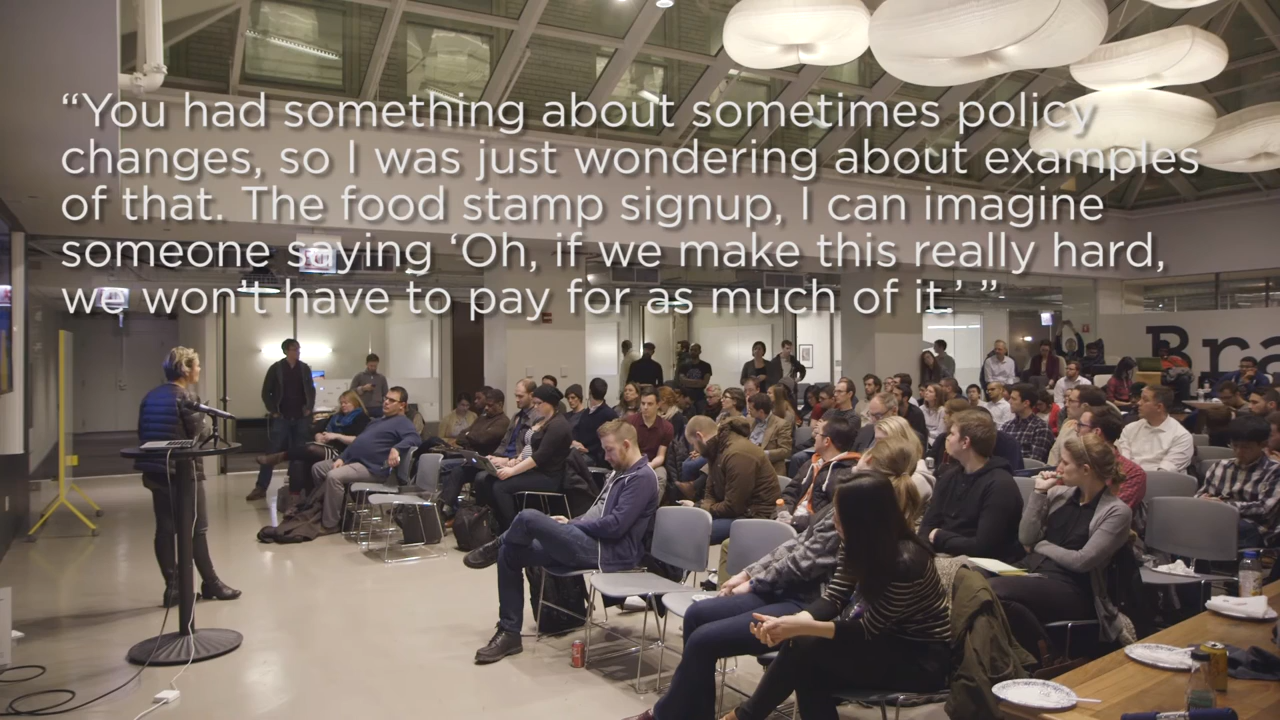 “You had something about sometimes policy
changes, so I was just wondering about examples
of that. The food stamp signup, I can imagine
someone saying ‘Oh, if we make this really hard,
we won’t have to pay for as much of it.’ ”
Bra